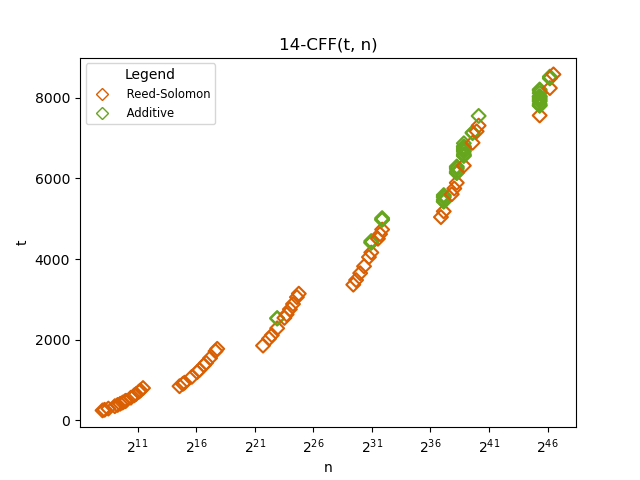 14-CFF(t, n)
Legend
Reed-Solomon
Additive
8000
6000
4000
2000
0
t
2^11 2^16 2^21 2^26 2^31 2^36 2^41 2^46
n